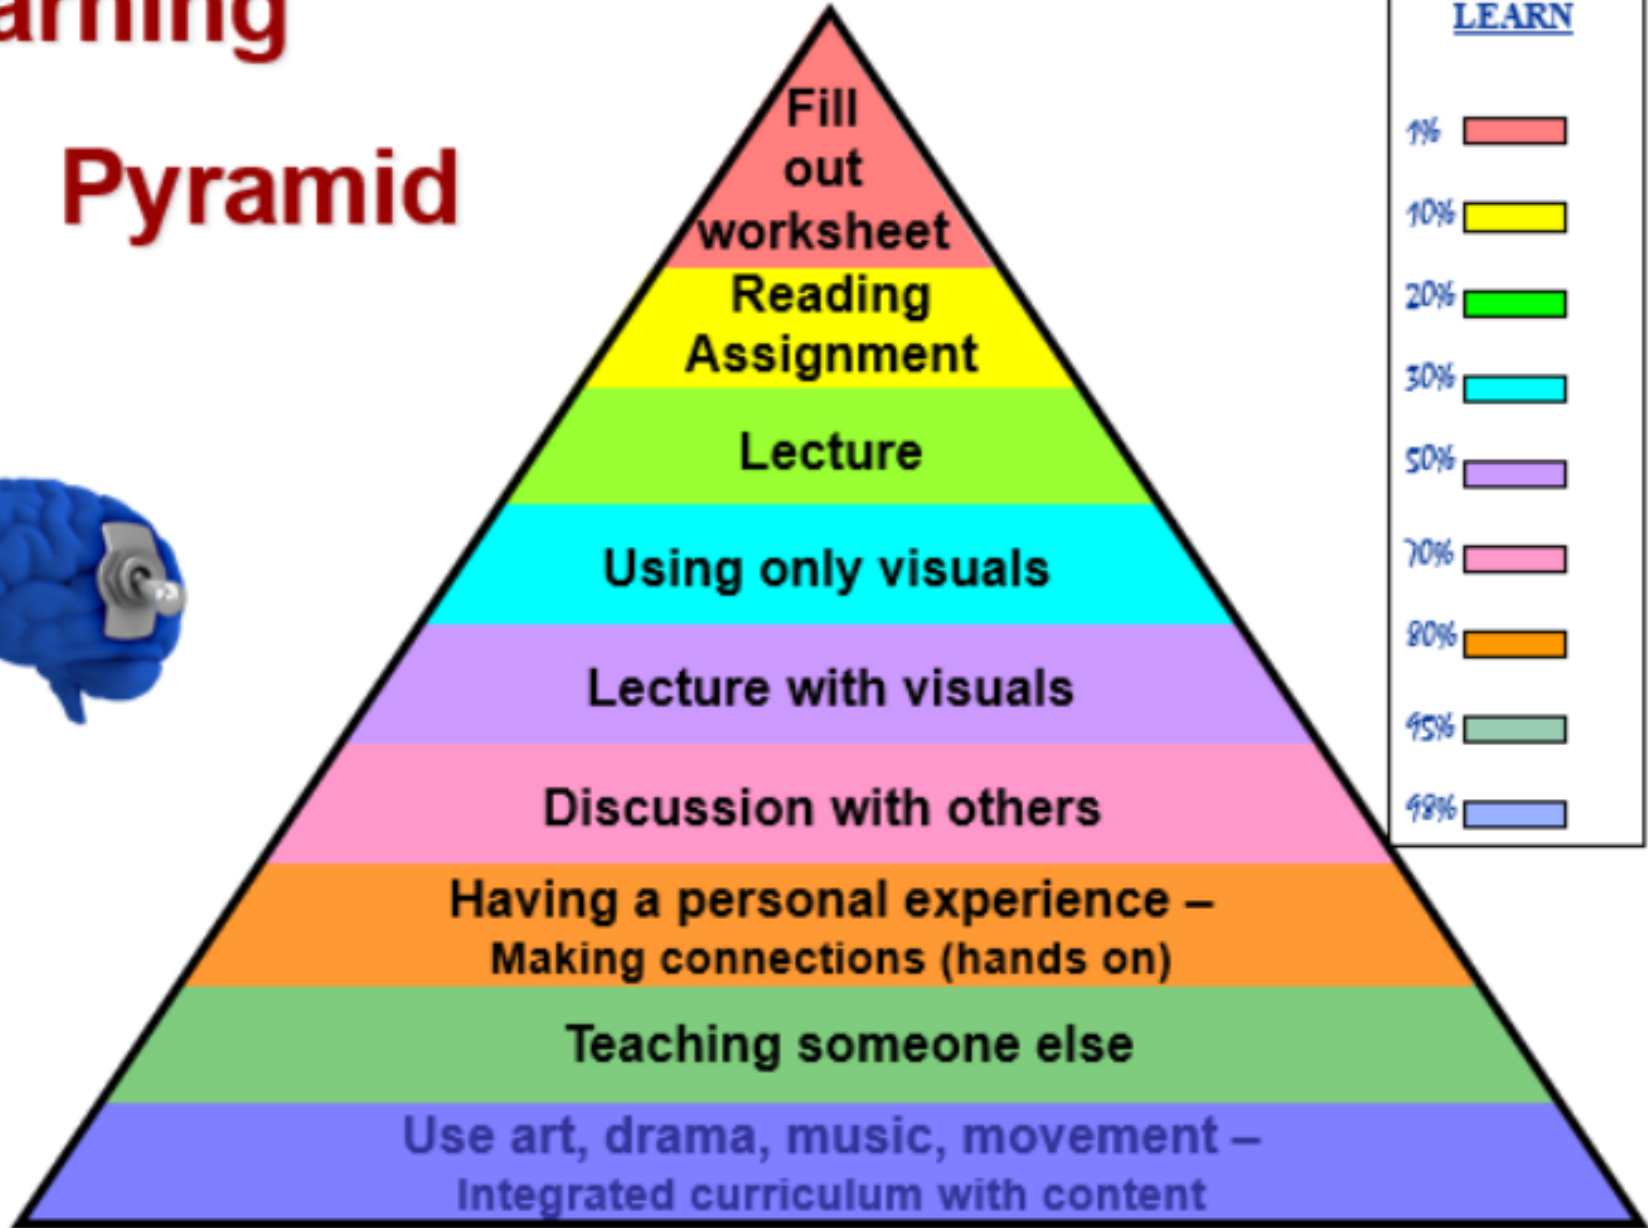 arning
Pyramid
Fill
out
worksheet
Reading
Assignment
Lecture
Using only visuals
Lecture with visuals
Discussion with others
Having a personal experience –
Making connections (hands on)
Teaching someone else
Use art, drama, music, movement –
Integrated curriculum with content
LEARN
1%
10%
20%
30%
50%
70%
80%
95%
98%